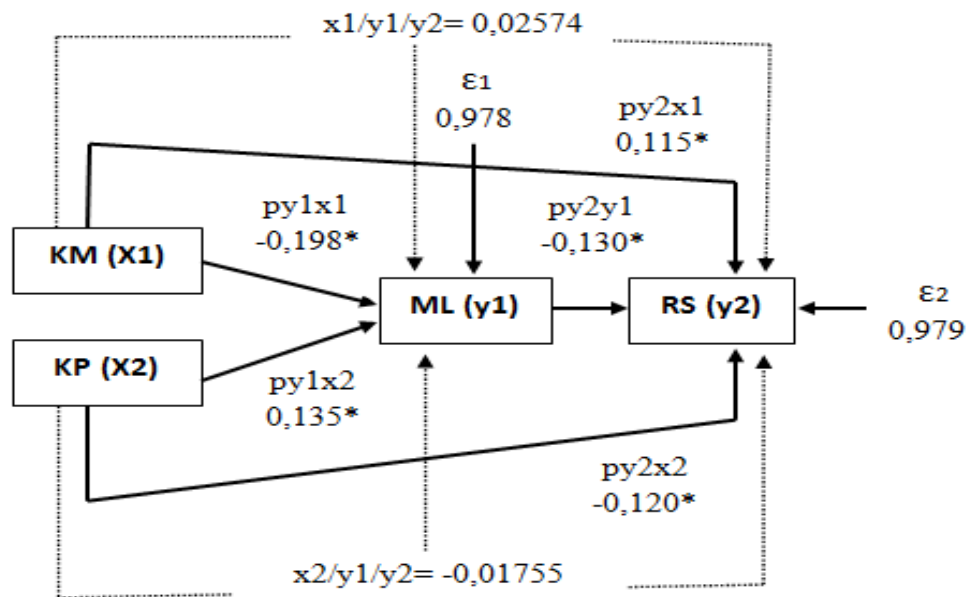 x1/y1/y2= 0,02574
ε1
0,978
py2x1
0,115*
py1x1
-0,198*
py2y1
-0,130*
KM (X1)
ML (y1)
RS (y2)
ε2
0,979
KP (X2)
py1x2
0,135*
py2x2
-0,120*
x2/y1/y2= -0,01755